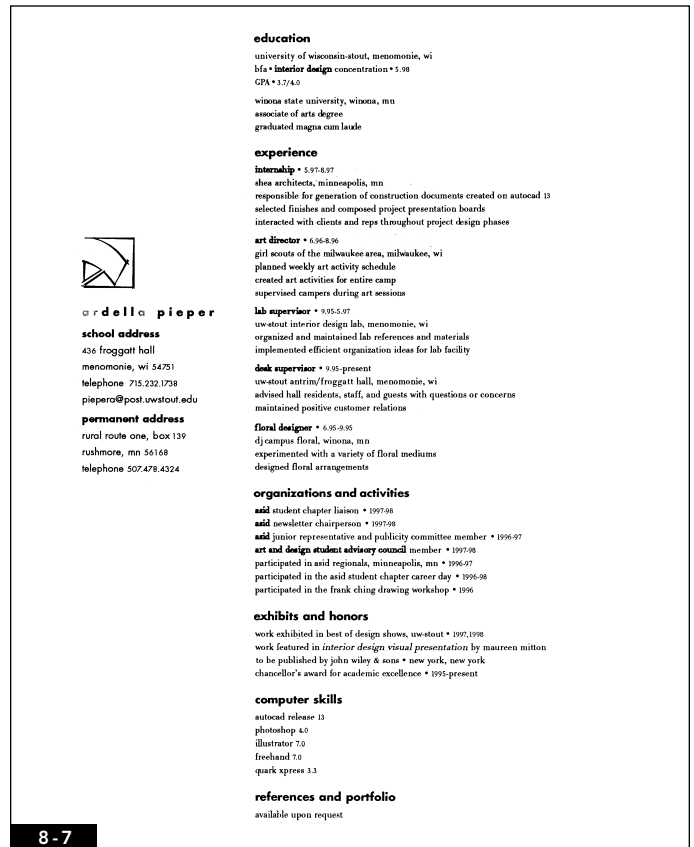 ardella pieper
school address
436 froggatt hall
menomonie, wi 54751
telephone 715.232.1738
piepera@post.uwstout.edu
permanent address
rural route one, box 139
rushmore, mn 56168
telephone 507.478.4324
education
university of wisconsin-stout, menomonie, wi
bfa • interior design concentration • 5.98
GPA • 3.7/4.0
winona state university, winona, mn
associate of arts degree
graduated magna cum laude
experience
internship • 5.97-8.97
shea architects, minneapolis, mn
responsible for generation of construction documents created on autocad 13
selected finishes and composed project presentation boards
interacted with clients and reps throughout project design phases
art director • 6.96-8.96
girl scouts of the milwaukee area, milwaukee, wi
planned weekly art activity schedule
created art activities for entire camp
supervised campers during art sessions
lab supervisor • 9.95-5.97
uw-stout interior design lab, menomonie, wi
organized and maintained lab references and materials
implemented efficient organization ideas for lab facility
desk supervisor • 9.95-present
uw-stout antrim/froggatt hall, menomonie, wi
advised hall residents, staff, and guests with questions or concerns
maintained positive customer relations
floral designer • 6.95-9.95
dj campus floral, winona, mn
experimented with a variety of floral mediums
designed floral arrangements
organizations and activities
asid student chapter liaison • 1997-98
asid newsletter chairperson • 1997-98
asid junior representative and publicity committee member • 1996-97
art and design student advisory council member • 1997-98
participated in asid regionals, minneapolis, mn • 1996-97
participated in the asid student chapter career day • 1996-98
participated in the frank ching drawing workshop • 1996
exhibits and honors
work exhibited in best of design shows, uw-stout • 1997,1998
work featured in interior design visual presentation by maureen mitton
to be published by john wiley & sons • new york, new york
chancellor's award for academic excellence • 1995-present
computer skills
autocad release 13
photoshop 4.0
illustrator 7.0
freehand 7.0
quark xpress 3.3
references and portfolio
available upon request
8-7